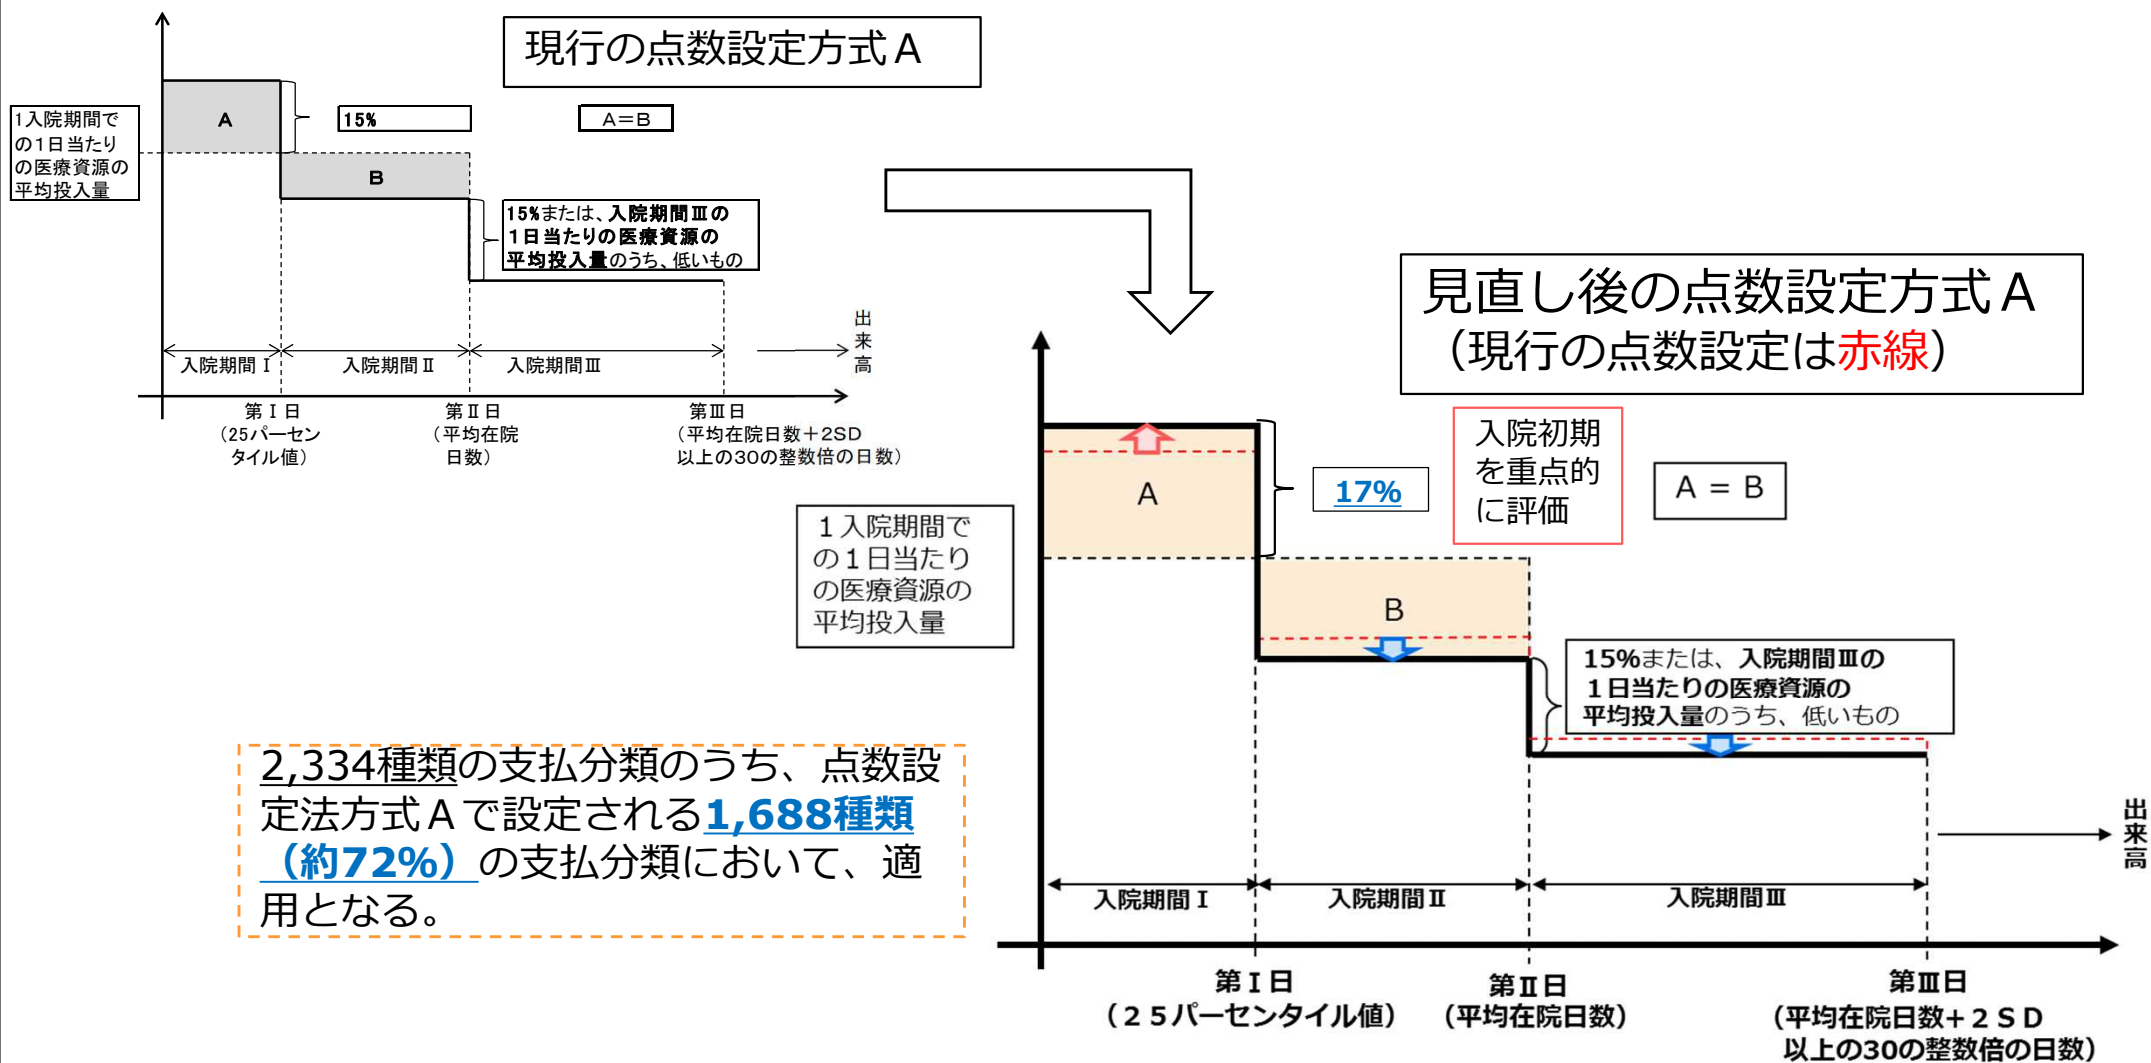 現行の点数設定方式A
1入院期間で
の1日当たり
の医療資源の
平均投入量
A
15%
A=B
B
15%または、入院期間Ⅲの
1日当たりの医療資源の
平均投入量のうち、低いもの
入院期間Ⅰ
入院期間Ⅱ
入院期間Ⅲ
出来高
第Ⅰ日
(25パーセン
タイル値)
第Ⅱ日
(平均在院
日数)
第Ⅲ日
(平均在院日数+2SD
以上の30の整数倍の日数)
見直し後の点数設定方式A
(現行の点数設定は赤線)
入院初期
を重点的
に評価
A = B
17%
A
1入院期間で
の1日当たり
の医療資源の
平均投入量
B
15%または、入院期間Ⅲの
1日当たりの医療資源の
平均投入量のうち、低いもの
入院期間Ⅰ
入院期間Ⅱ
入院期間Ⅲ
出来高
第Ⅰ日
(25パーセンタイル値)
第Ⅱ日
(平均在院日数)
第Ⅲ日
(平均在院日数+2SD
以上の30の整数倍の日数)
2,334種類の支払分類のうち、点数設
定法方式Aで設定される1,688種類
(約72%)の支払分類において、適
用となる。